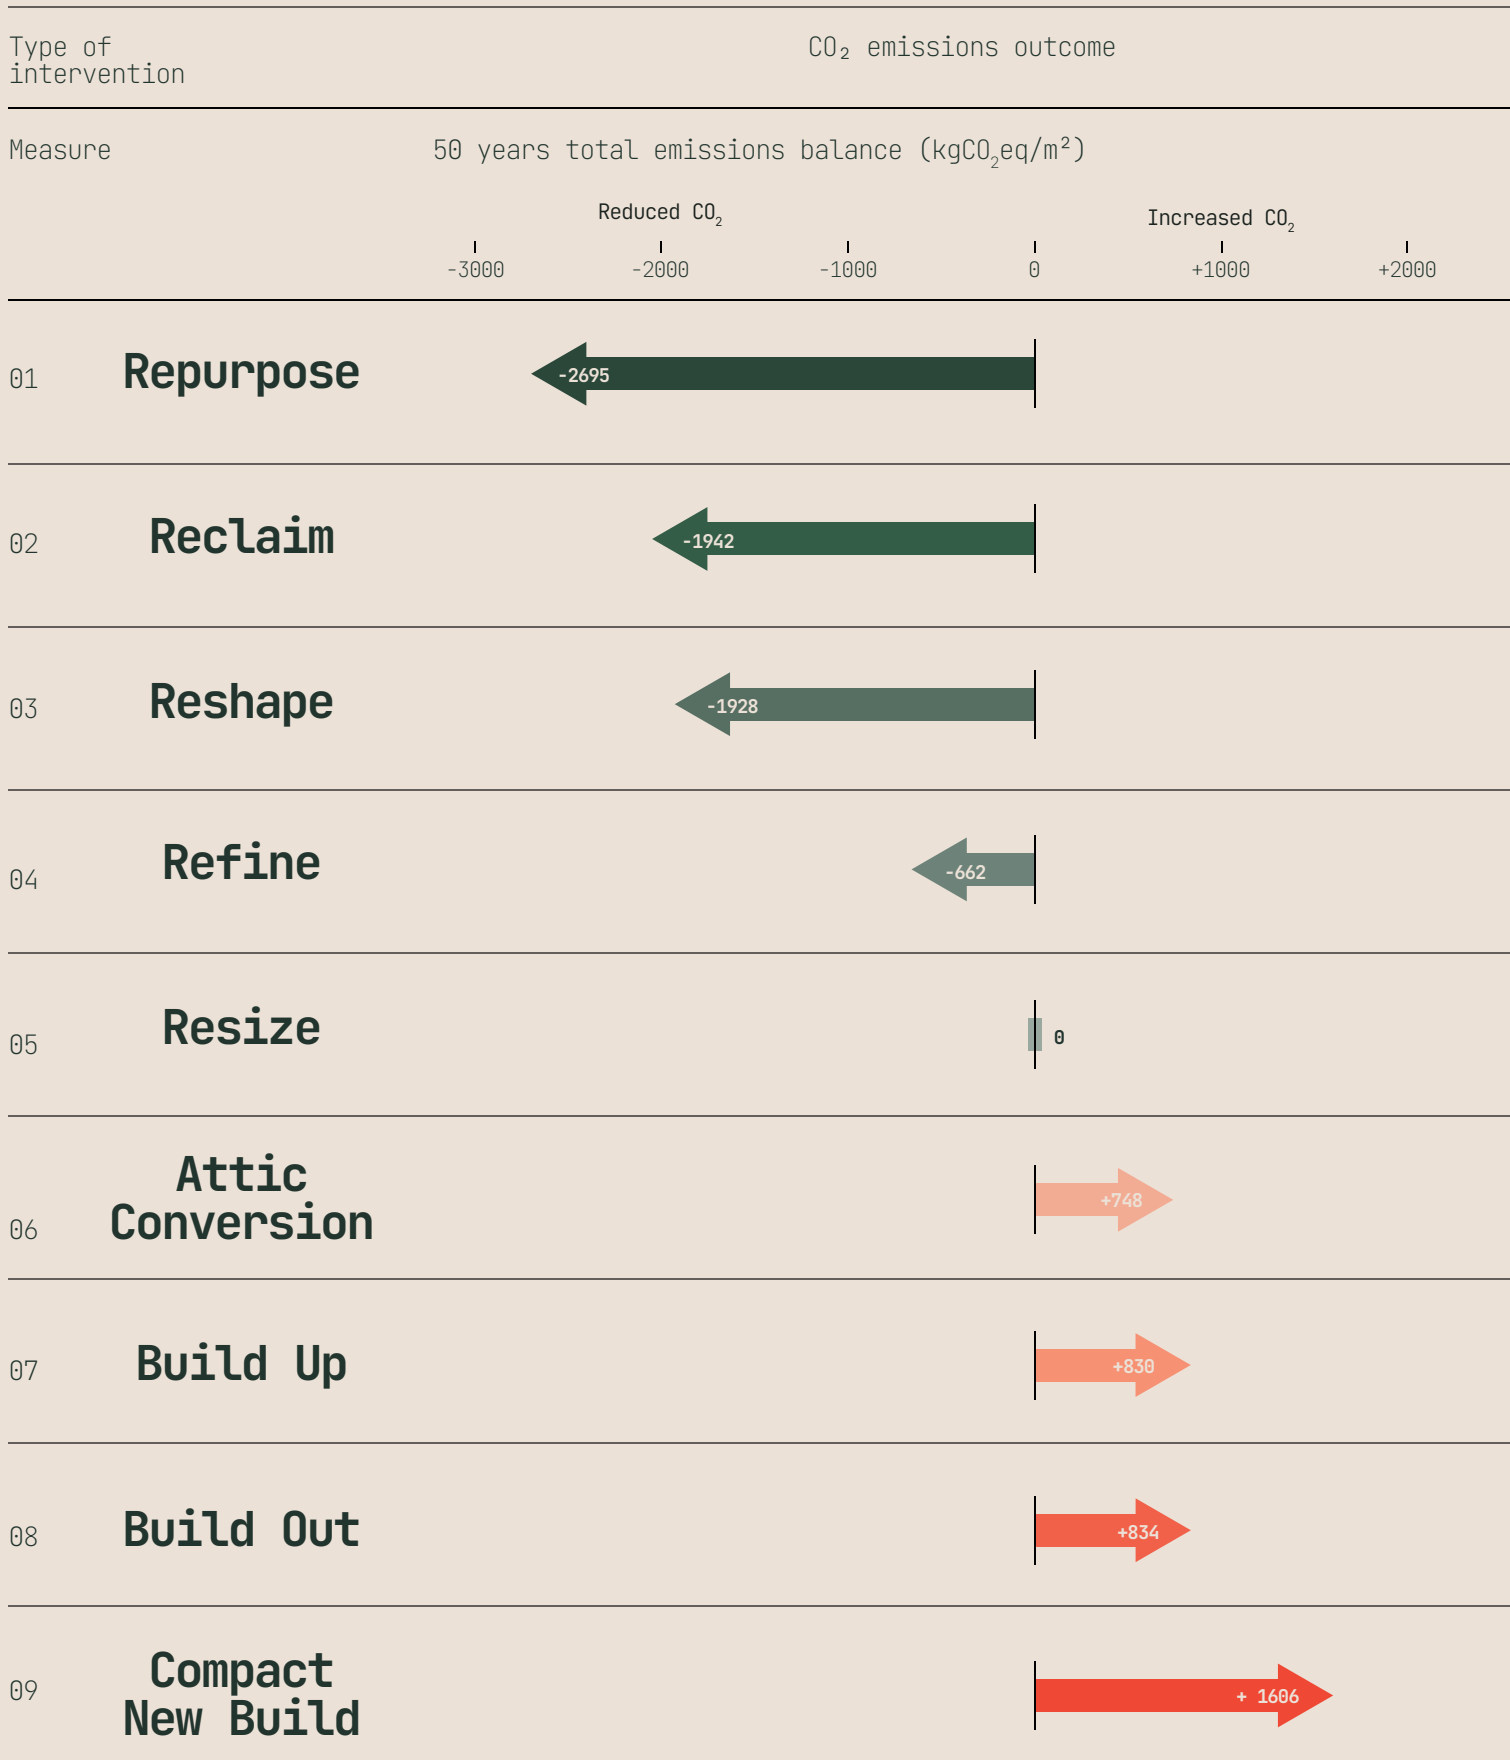 Type of
intervention
CO₂ emissions outcome
Measure
50 years total emissions balance (kgCO₂eq/m²)
Reduced CO₂
Increased CO₂
-3000 -2000 -1000 0 +1000 +2000
01 Repurpose -2695
02 Reclaim -1942
03 Reshape -1928
04 Refine -662
05 Resize 0
Attic
06 Conversion +748
07 Build Up +830
08 Build Out +834
09 Compact + 1606
New Build